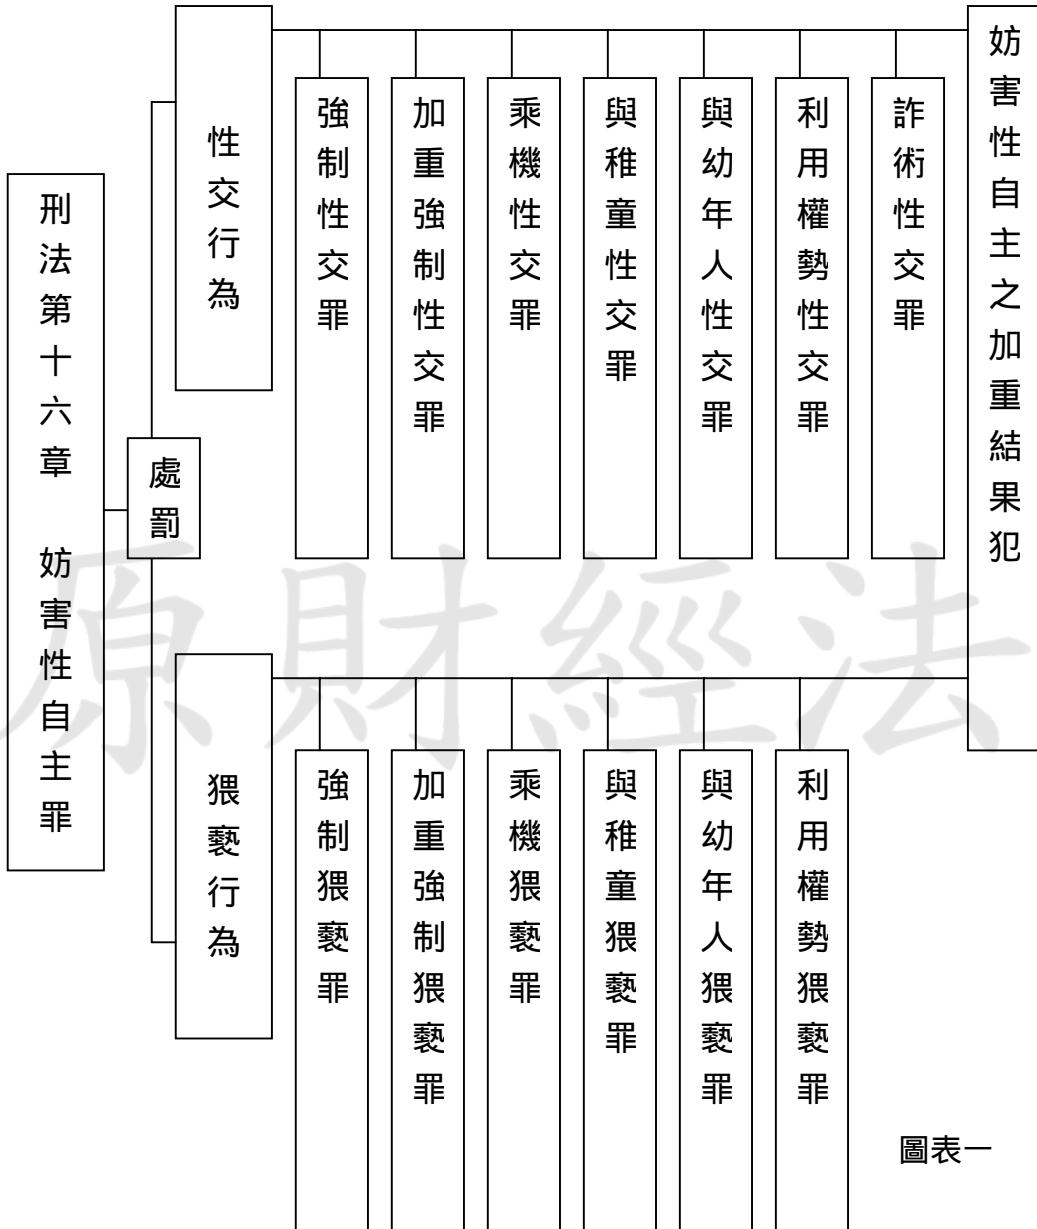 刑法第十六章　妨害性自主罪
處罰
性交行為
強制性交罪
加重強制性交罪
乘機性交罪
與稚童性交罪
與幼年人性交罪
利用權勢性交罪
詐術性交罪
妨害性自主之加重結果犯
猥褻行為
強制猥褻罪
加重強制猥褻罪
乘機猥褻罪
與稚童猥褻罪
與幼年人猥褻罪
利用權勢猥褻罪
圖表一
原財經法